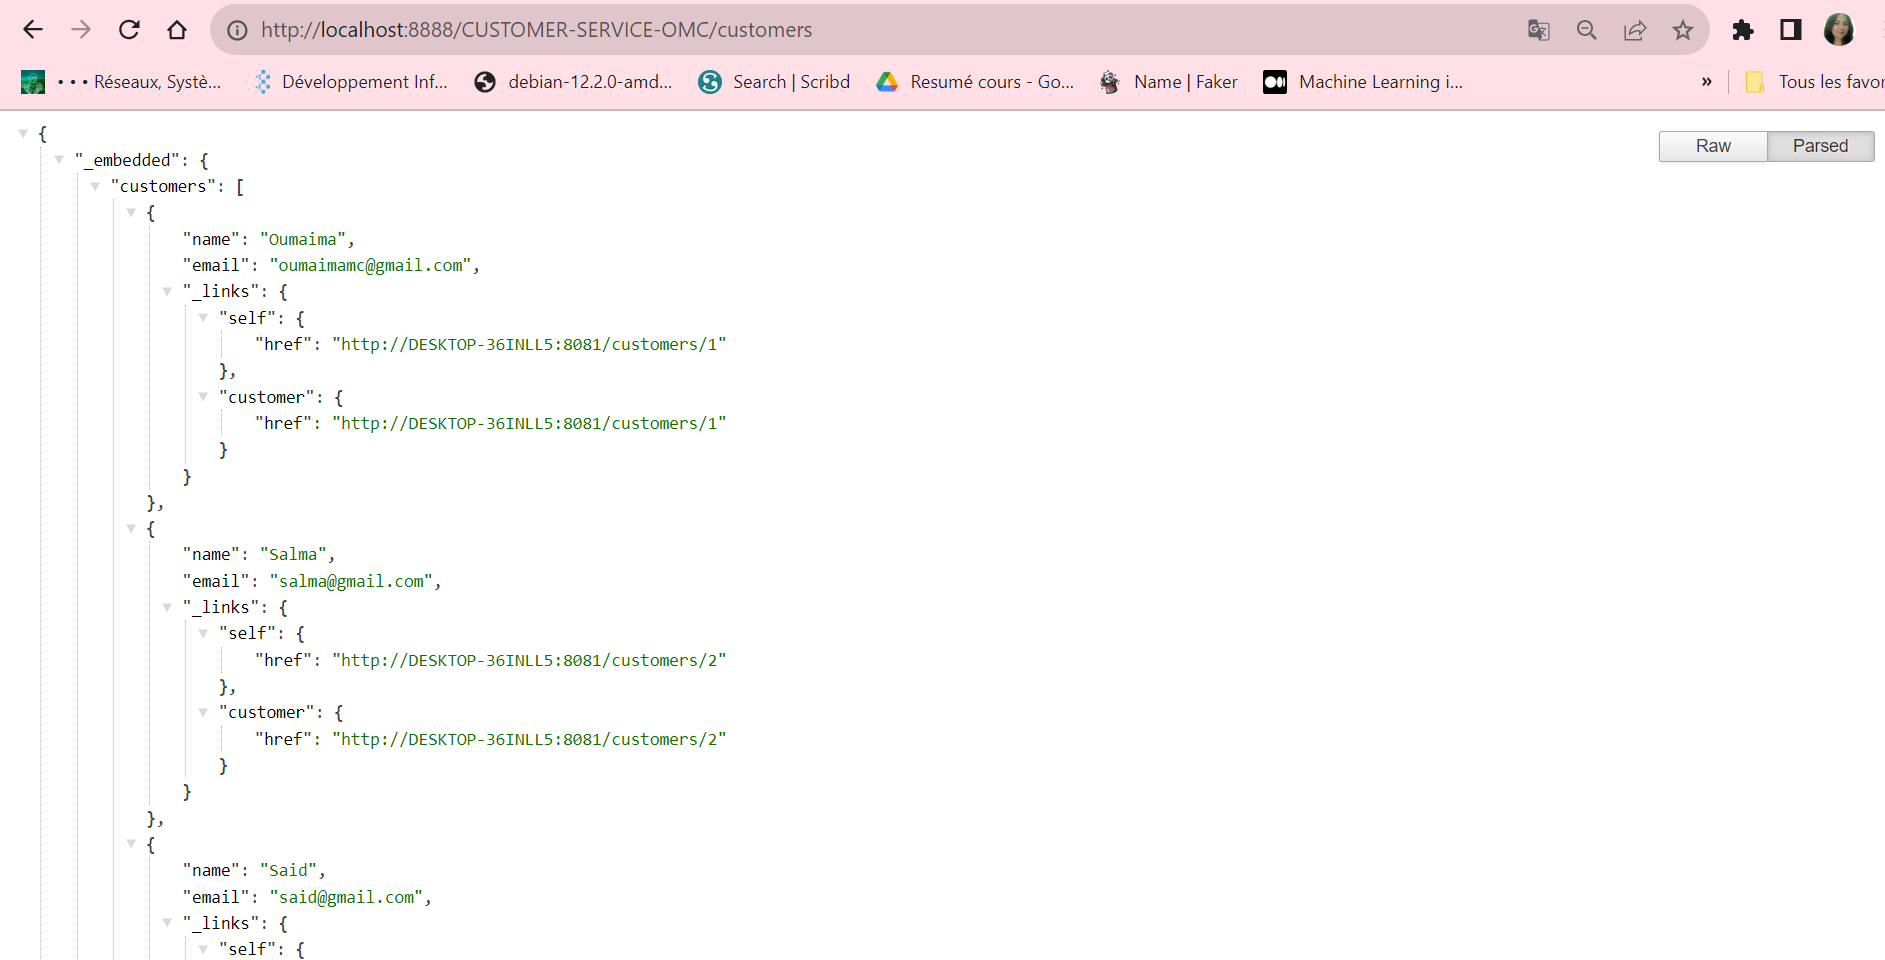 http://localhost:8888/CUSTOMER-SERVICE-OMC/customers
• • • Réseaux, Systè... Développement Inf... debian-12.2.0-amd... Search | Scribd Resumé cours - Go... Name | Faker Machine Learning i... » Tous les favor
Raw Parsed
{
"_embedded": {
"customers": [
{
"name": "Oumaima",
"email": "oumaimamc@gmail.com",
"_links": {
"self": {
"href": "http://DESKTOP-36INLL5:8081/customers/1"
},
"customer": {
"href": "http://DESKTOP-36INLL5:8081/customers/1"
}
}
},
{
"name": "Salma",
"email": "salma@gmail.com",
"_links": {
"self": {
"href": "http://DESKTOP-36INLL5:8081/customers/2"
},
"customer": {
"href": "http://DESKTOP-36INLL5:8081/customers/2"
}
}
},
{
"name": "Said",
"email": "said@gmail.com",
"_links": {
"self": {